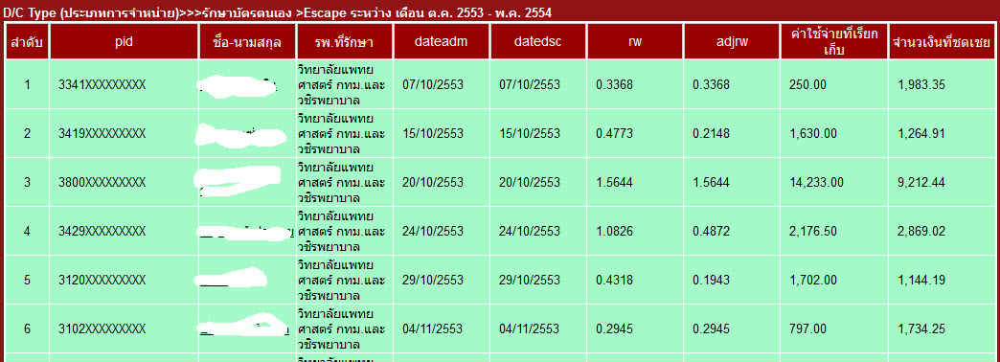 D/C Type (ประเภทการจำหน่าย)>>>รักษาบัตรตนเอง >Escape ระหว่าง เดือน ต.ค. 2553 - พ.ค. 2554
ลำดับ pid ชื่อ-นามสกุล รพ.ที่รักษา dateadm datedsc rw adjrw ค่าใช้จ่ายที่เรียก
เก็บ จำนวนเงินที่ชดเชย
วิทยาลัยแพทย
1 3341XXXXXXXXX ศาสตร์ กทม.และ 07/10/2553 07/10/2553 0.3368 0.3368 250.00 1,983.35
วชิรพยาบาล
วิทยาลัยแพทย
2 3419XXXXXXXXX ศาสตร์ กทม.และ 15/10/2553 15/10/2553 0.4773 0.2148 1,630.00 1,264.91
วชิรพยาบาล
วิทยาลัยแพทย
3 3800XXXXXXXXX ศาสตร์ กทม.และ 20/10/2553 20/10/2553 1.5644 1.5644 14,233.00 9,212.44
วชิรพยาบาล
วิทยาลัยแพทย
4 3429XXXXXXXXX ศาสตร์ กทม.และ 24/10/2553 24/10/2553 1.0826 0.4872 2,176.50 2,869.02
วชิรพยาบาล
วิทยาลัยแพทย
5 3120XXXXXXXXX ศาสตร์ กทม.และ 29/10/2553 29/10/2553 0.4318 0.1943 1,702.00 1,144.19
วชิรพยาบาล
วิทยาลัยแพทย
6 3102XXXXXXXXX ศาสตร์ กทม.และ 04/11/2553 04/11/2553 0.2945 0.2945 797.00 1,734.25
วชิรพยาบาล